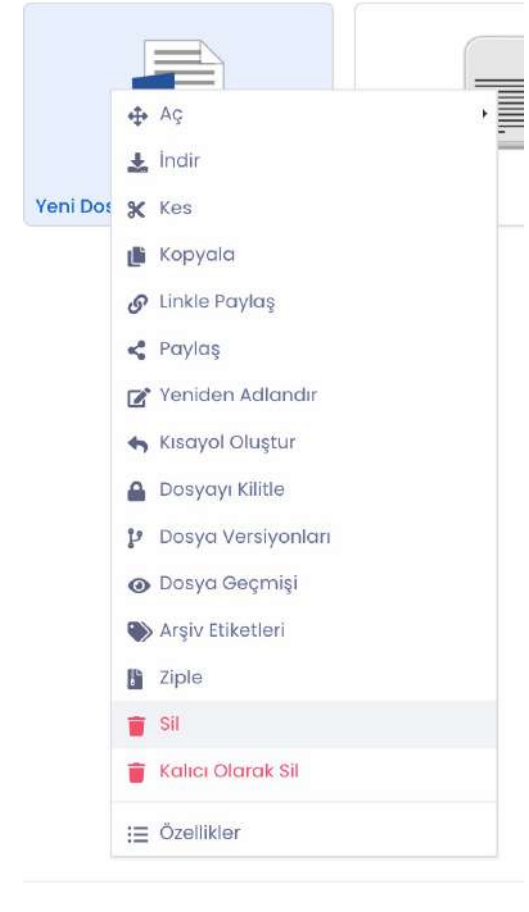 Aç
İndir
Yeni Dos
Kes
Kopyala
Linkle Paylaş
Paylaş
Yeniden Adlandır
Kısayol Oluştur
Dosyayı Kilitle
Dosya Versiyonları
Dosya Geçmişi
Arşiv Etiketleri
Ziple
Sil
Kalıcı Olarak Sil
Özellikler